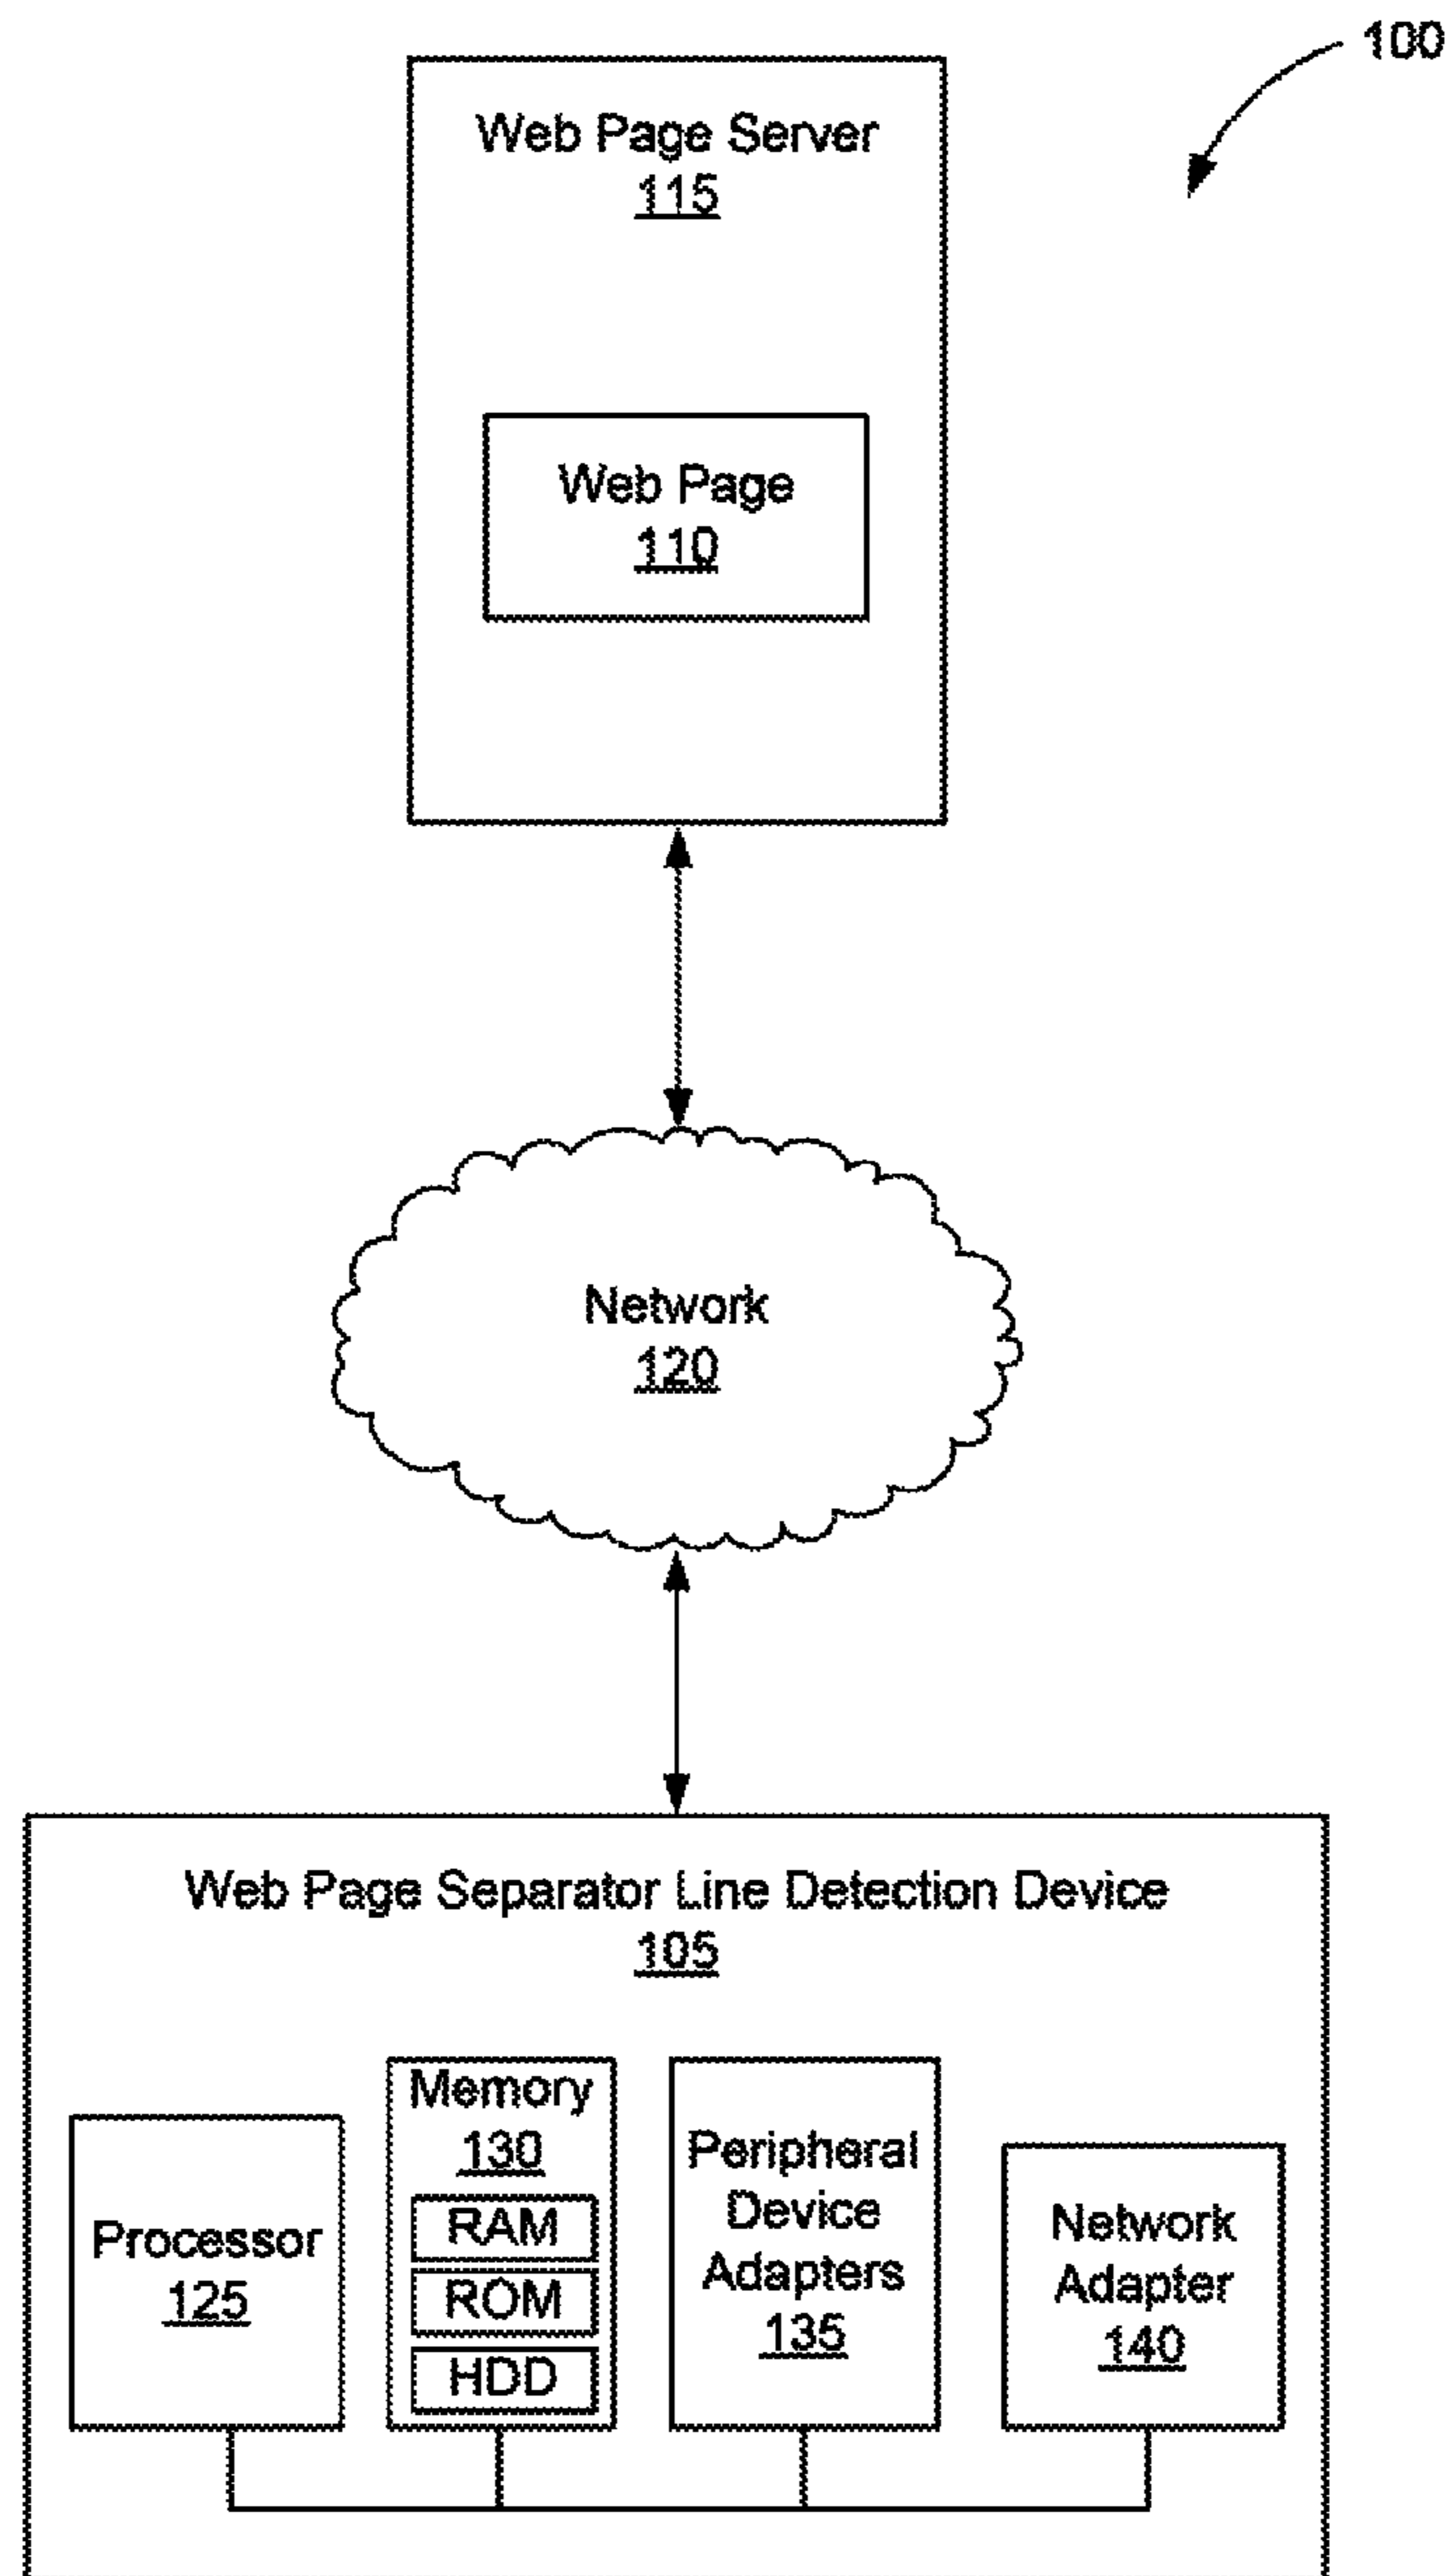 100
Web Page Server
115
Web Page
110
Network
120
Web Page Separator Line Detection Device
105
Processor
125
Memory
130
RAM
ROM
HDD
Peripheral
Device
Adapters
135
Network
Adapter
140